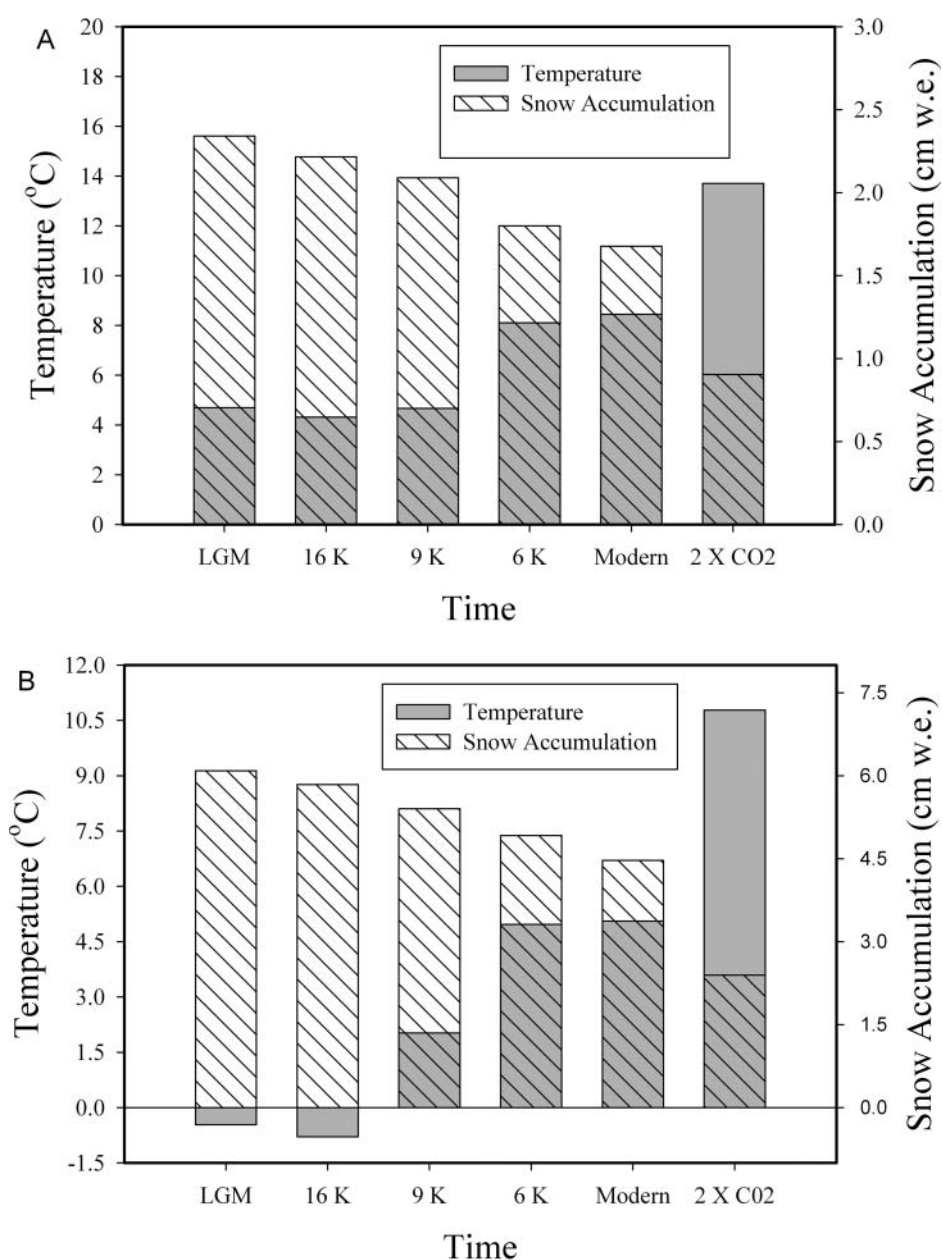 A
Temperature
Snow Accumulation
Temperature (°C)
20
18
16
14
12
10
8
6
4
2
0
3.0
2.5
2.0
1.5
1.0
0.5
0.0
Snow Accumulation (cm w.e.)
LGM 16 K 9 K 6 K Modern 2 X CO2
Time
B
Temperature
Snow Accumulation
Temperature (°C)
12.0
10.5
9.0
7.5
6.0
4.5
3.0
1.5
0.0
-1.5
7.5
6.0
4.5
3.0
1.5
0.0
Snow Accumulation (cm w.e.)
LGM 16 K 9 K 6 K Modern 2 X C02
Time